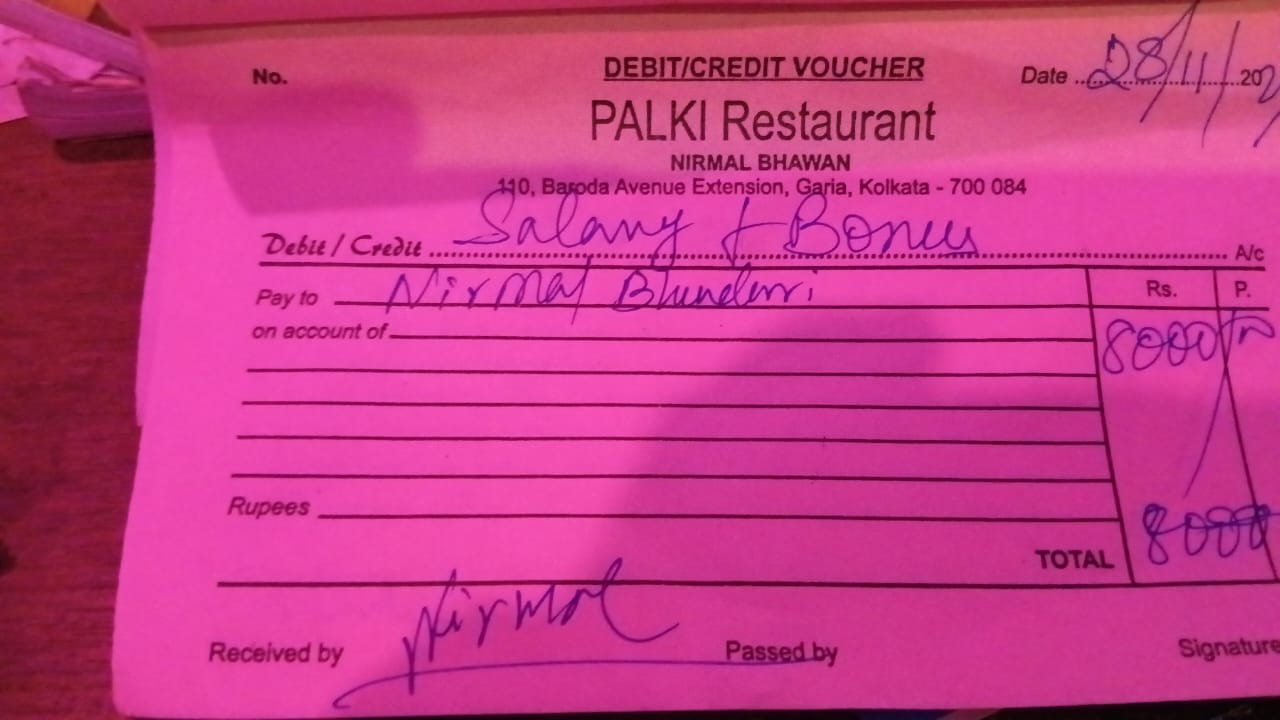 No. DEBIT/CREDIT VOUCHER Date 28/11/202
PALKI Restaurant
NIRMAL BHAWAN
110, Baroda Avenue Extension, Garia, Kolkata - 700 084
Debit / Credit Salary + Bonus A/c
Pay to Nirmal Bhunderi Rs. P.
on account of 8000/-
Rupees
TOTAL 8000
Received by Nirmal Passed by Signature